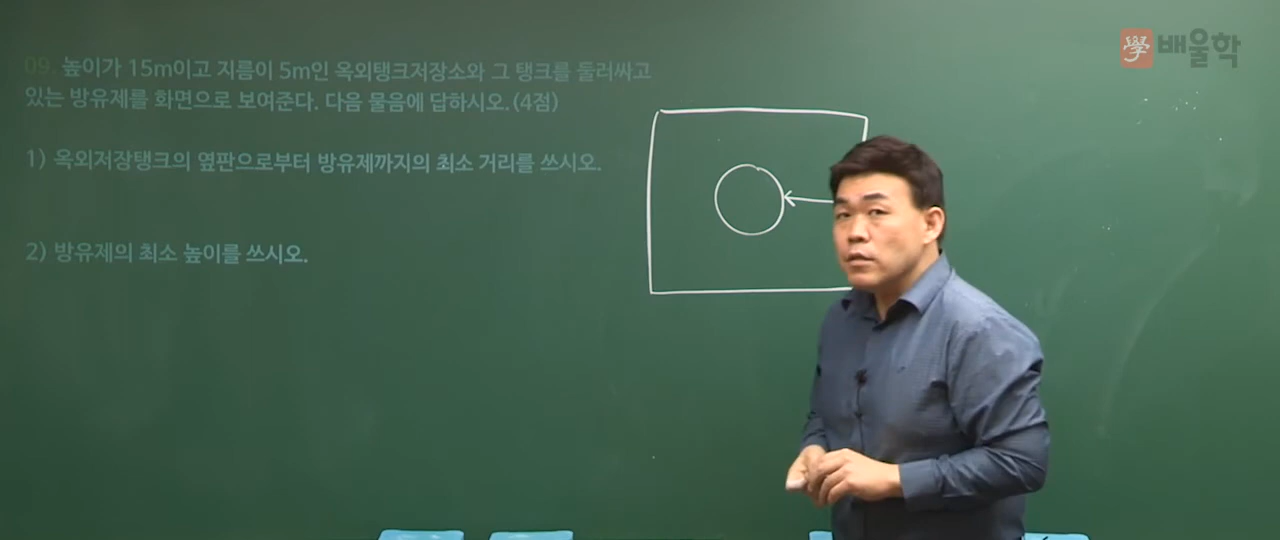 學배울학
09. 높이가 15m이고 지름이 5m인 옥외탱크저장소와 그 탱크를 둘러싸고
있는 방유제를 화면으로 보여준다. 다음 물음에 답하시오.(4점)
1) 옥외저장탱크의 옆판으로부터 방유제까지의 최소 거리를 쓰시오.
2) 방유제의 최소 높이를 쓰시오.